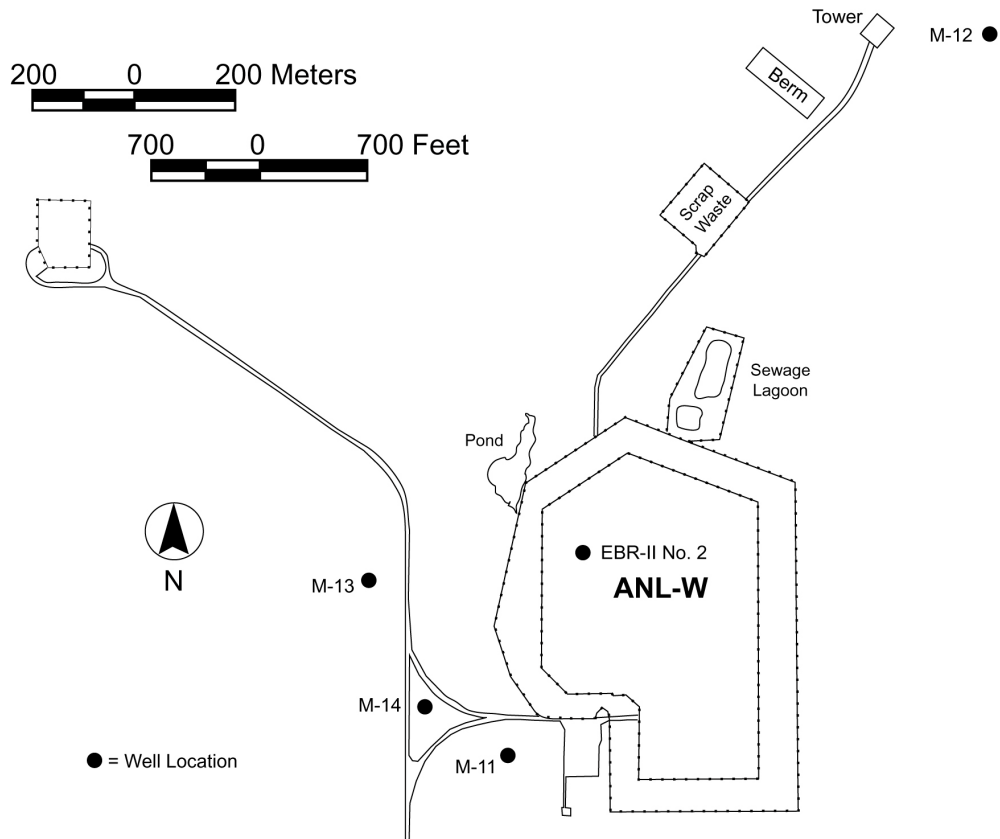 Tower
M-12
200 0 200 Meters
Berm
700 0 700 Feet
Scrap
Waste
Sewage
Lagoon
Pond
EBR-II No. 2
ANL-W
N
M-13
M-14
= Well Location
M-11